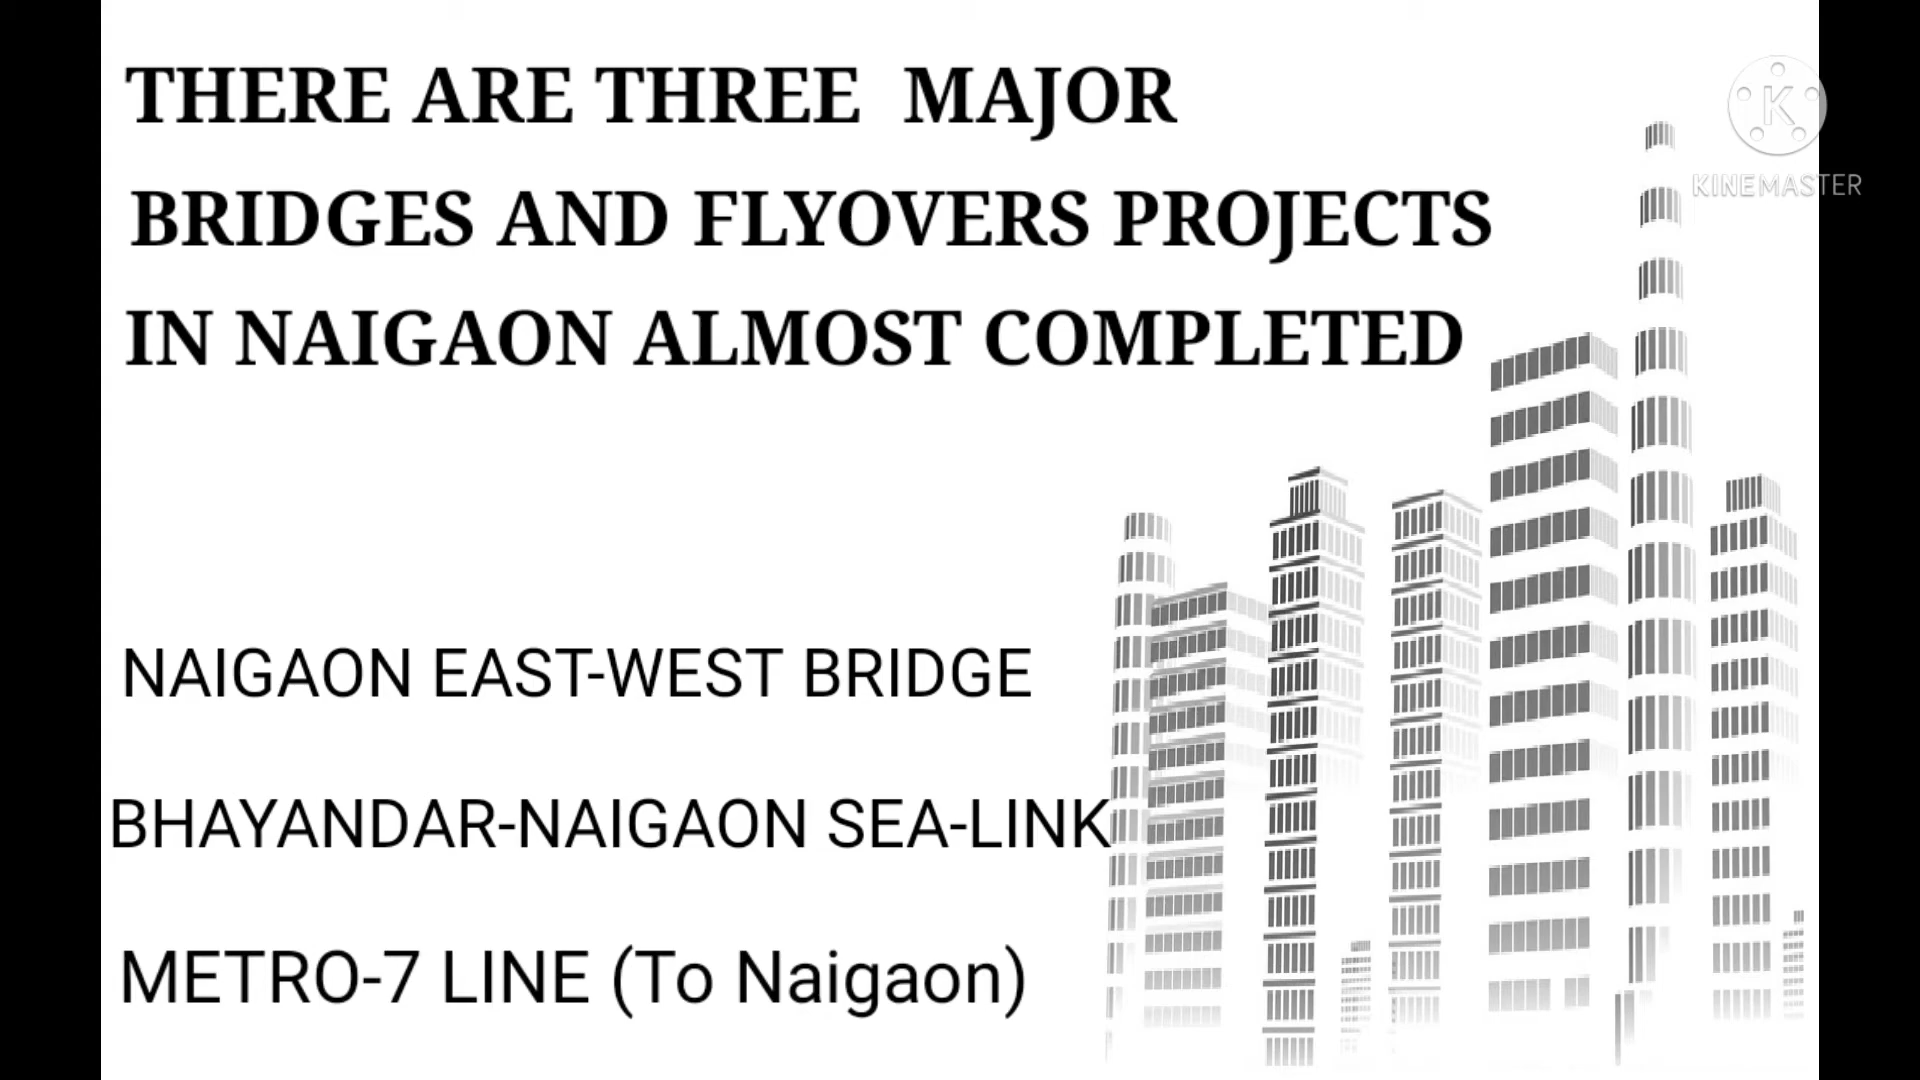 THERE ARE THREE MAJOR
BRIDGES AND FLYOVERS PROJECTS
IN NAIGAON ALMOST COMPLETED
K
KINEMASTER
NAIGAON EAST-WEST BRIDGE
BHAYANDAR-NAIGAON SEA-LINK
METRO-7 LINE (To Naigaon)